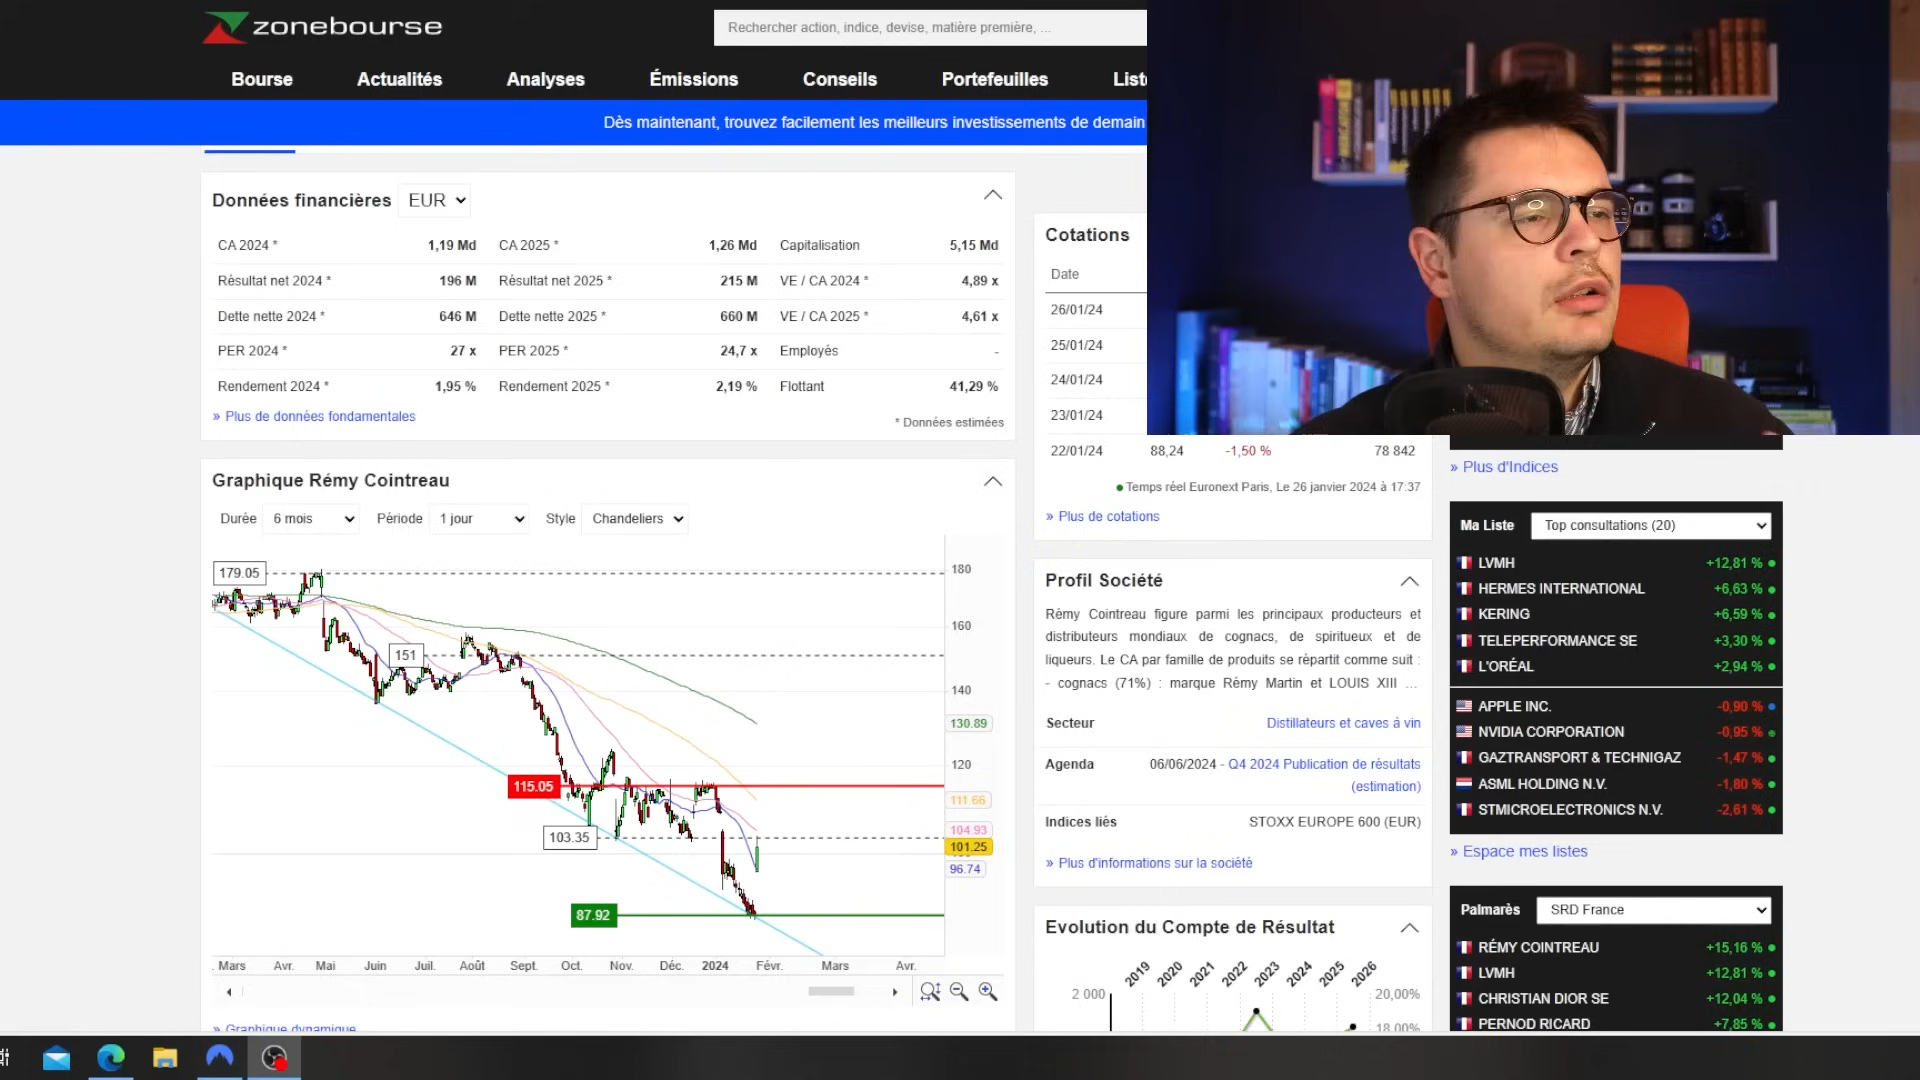 zonebourse
Rechercher action, indice, devise, matière première, ...
Bourse Actualités Analyses Émissions Conseils Portefeuilles
Dès maintenant, trouvez facilement les meilleurs investissements de demain
Données financières EUR
CA 2024 * 1,19 Md CA 2025 * 1,26 Md Capitalisation 5,15 Md
Résultat net 2024 * 196 M Résultat net 2025 * 215 M VE / CA 2024 * 4,89 x
Dette nette 2024 * 646 M Dette nette 2025 * 660 M VE / CA 2025 * 4,61 x
PER 2024 * 27 x PER 2025 * 24,7 x Employés -
Rendement 2024 * 1,95 % Rendement 2025 * 2,19 % Flottant 41,29 %
» Plus de données fondamentales
* Données estimées
Graphique Rémy Cointreau
Durée 6 mois Période 1 jour Style Chandeliers
179.05
151
115.05
103.35
87.92
180
160
140
130.89
120
111.66
104.93
101.25
96.74
Mars Avr. Mai Juin Juil. Août Sept. Oct. Nov. Déc. 2024 Févr. Mars Avr.
» Graphique dynamique
Cotations
Date
26/01/24
25/01/24
24/01/24
23/01/24
22/01/24 88,24 -1,50 % 78 842
Temps réel Euronext Paris, Le 26 janvier 2024 à 17:37
» Plus de cotations
Profil Société
Rémy Cointreau figure parmi les principaux producteurs et
distributeurs mondiaux de cognacs, de spiritueux et de
liqueurs. Le CA par famille de produits se répartit comme suit :
- cognacs (71%) : marque Rémy Martin et LOUIS XIII ...
Secteur Distillateurs et caves à vin
Agenda 06/06/2024 - Q4 2024 Publication de résultats
(estimation)
Indices liés STOXX EUROPE 600 (EUR)
» Plus d'informations sur la société
Evolution du Compte de Résultat
2019 2020 2021 2022 2023 2024 2025 2026
2 000 20,00%
18,00%
» Plus d'Indices
Ma Liste Top consultations (20)
LVMH +12,81 %
HERMES INTERNATIONAL +6,63 %
KERING +6,59 %
TELEPERFORMANCE SE +3,30 %
L'ORÉAL +2,94 %
APPLE INC. -0,90 %
NVIDIA CORPORATION -0,95 %
GAZTRANSPORT & TECHNIGAZ -1,47 %
ASML HOLDING N.V. -1,80 %
STMICROELECTRONICS N.V. -2,61 %
» Espace mes listes
Palmarès SRD France
RÉMY COINTREAU +15,16 %
LVMH +12,81 %
CHRISTIAN DIOR SE +12,04 %
PERNOD RICARD +7,85 %